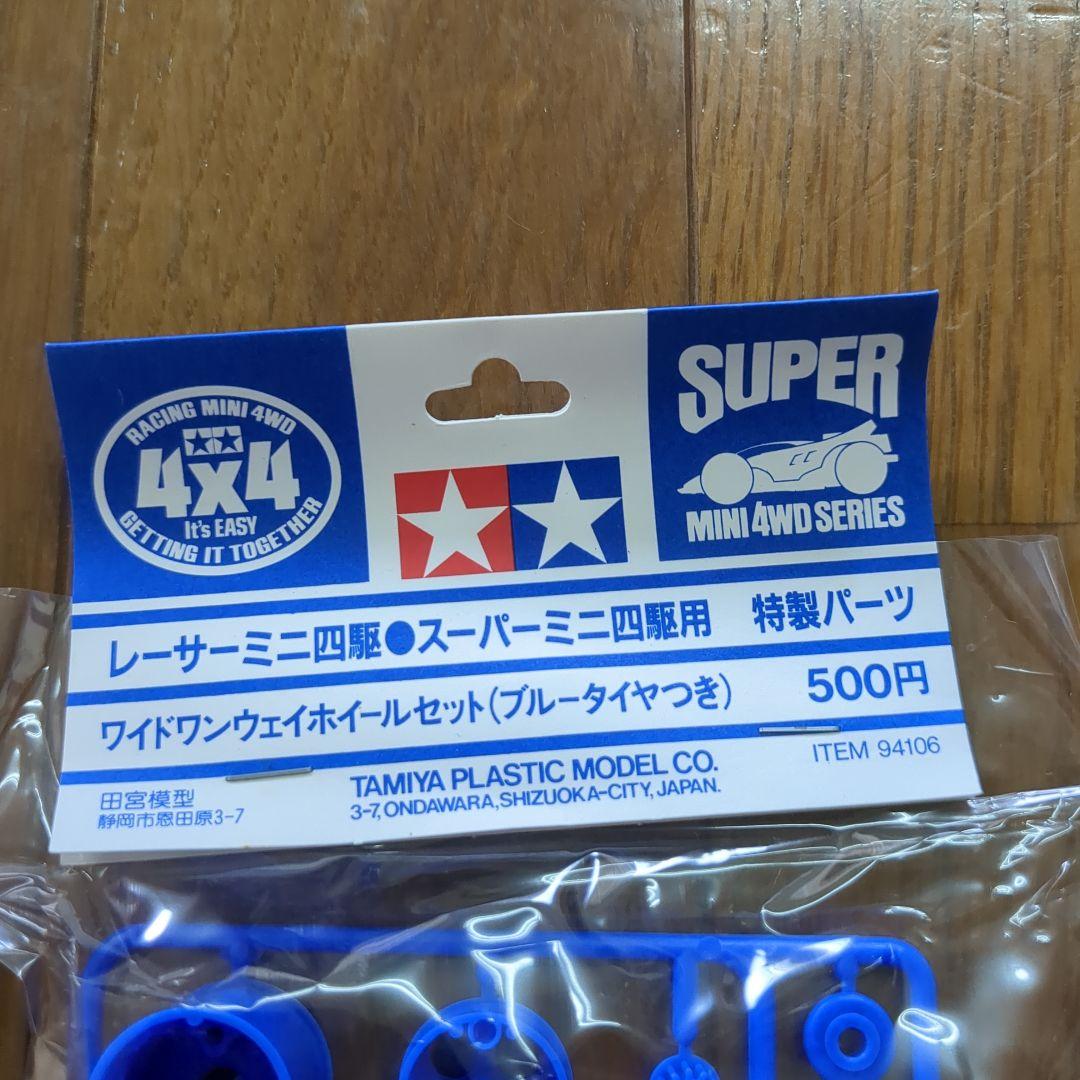 RACING MINI 4WD
4x4
It's EASY
GETTING IT TOGETHER
SUPER
MINI 4WD SERIES
レーサーミニ四駆●スーパーミニ四駆用 特製パーツ
ワイドワンウェイホイールセット(ブルータイヤつき) 500円
ITEM 94106
田宮模型
静岡市恩田原3-7
TAMIYA PLASTIC MODEL CO.
3-7, ONDAWARA, SHIZUOKA-CITY, JAPAN.